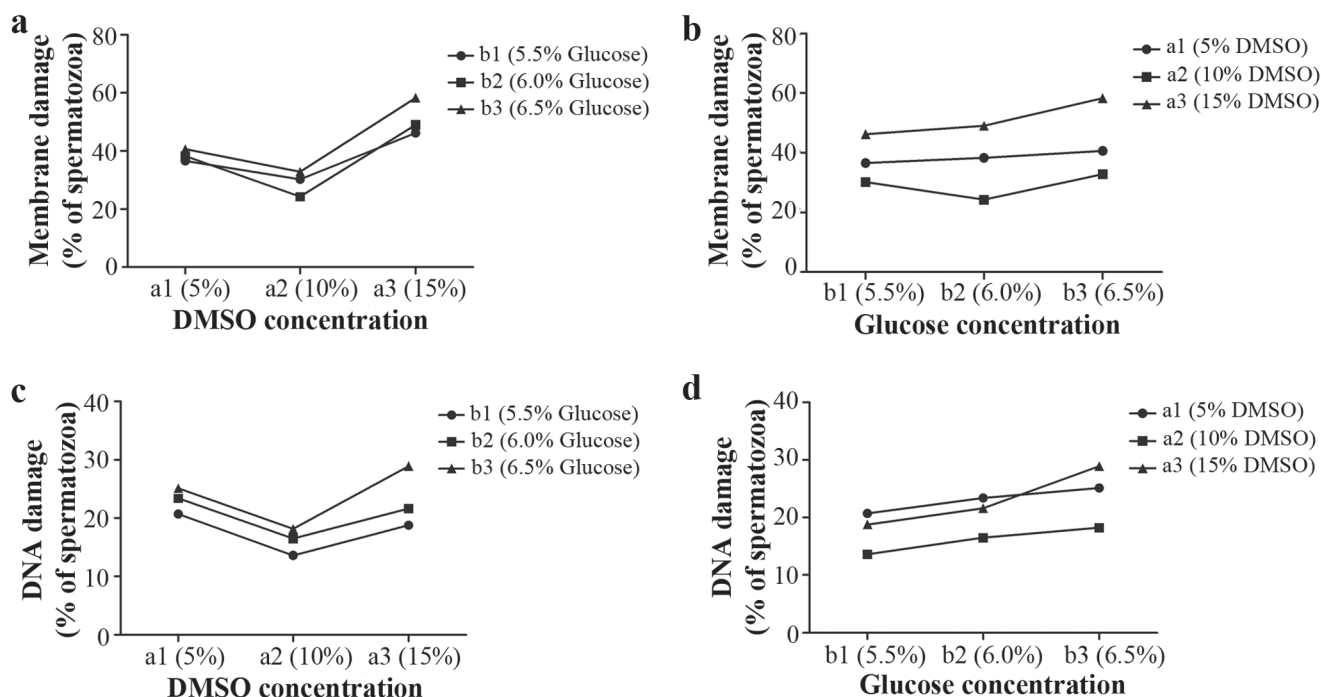 a
Membrane damage
(% of spermatozoa)
80
60
40
20
0
b1 (5.5% Glucose)
b2 (6.0% Glucose)
b3 (6.5% Glucose)
a1 (5%) a2 (10%) a3 (15%)
DMSO concentration
b
Membrane damage
(% of spermatozoa)
80
60
40
20
0
a1 (5% DMSO)
a2 (10% DMSO)
a3 (15% DMSO)
b1 (5.5%) b2 (6.0%) b3 (6.5%)
Glucose concentration
c
DNA damage
(% of spermatozoa)
40
30
20
10
0
b1 (5.5% Glucose)
b2 (6.0% Glucose)
b3 (6.5% Glucose)
a1 (5%) a2 (10%) a3 (15%)
DMSO concentration
d
DNA damage
(% of spermatozoa)
40
30
20
10
0
a1 (5% DMSO)
a2 (10% DMSO)
a3 (15% DMSO)
b1 (5.5%) b2 (6.0%) b3 (6.5%)
Glucose concentration